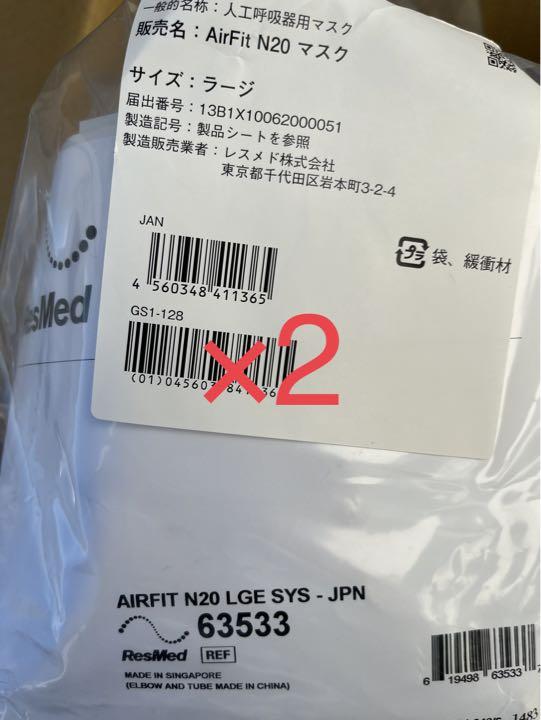 一般的名称：人工呼吸器用マスク
販売名：AirFit N20 マスク
サイズ：ラージ
届出番号：13B1X10062000051
製造記号：製品シートを参照
製造販売業者：レスメド株式会社
東京都千代田区岩本町3-2-4
JAN
4 560348 411365
プラ 袋、緩衝材
GS1-128
×2
ResMed
AIRFIT N20 LGE SYS - JPN
63533
ResMed REF
MADE IN SINGAPORE
(ELBOW AND TUBE MADE IN CHINA)
6 19498 63533 7
1483